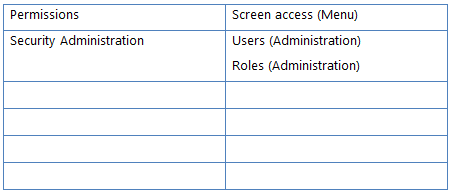 Permissions
Screen access (Menu)
Security Administration
Users (Administration)
Roles (Administration)